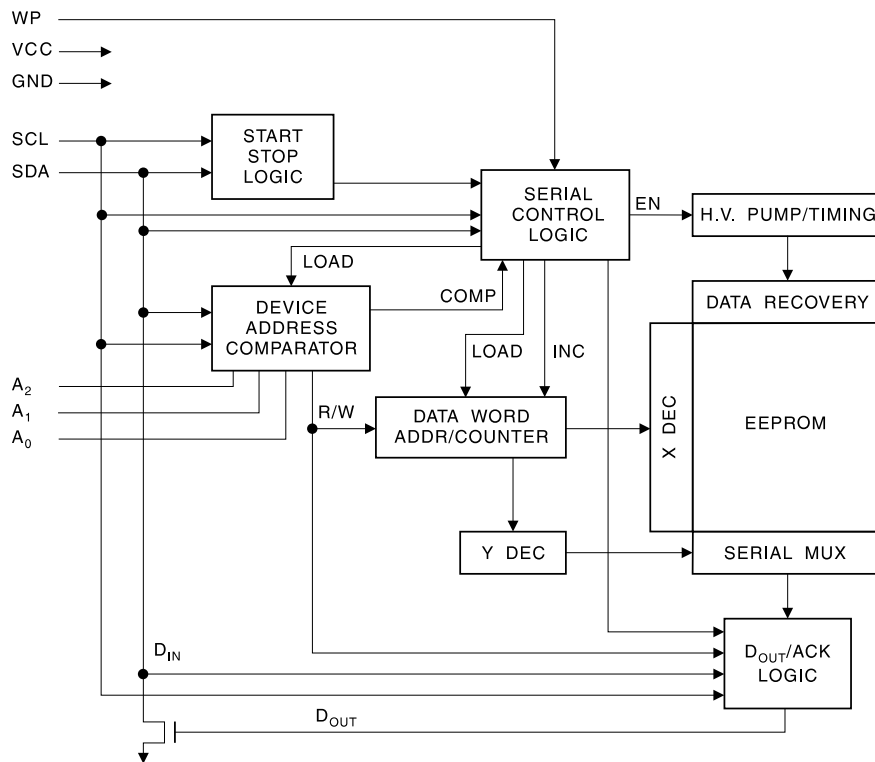 WP
VCC
GND
SCL
SDA
START
STOP
LOGIC
SERIAL
CONTROL
LOGIC
EN
H.V. PUMP/TIMING
LOAD
COMP
DATA RECOVERY
DEVICE
ADDRESS
COMPARATOR
LOAD
INC
A2
A1
A0
R/W
DATA WORD
ADDR/COUNTER
X DEC
EEPROM
Y DEC
SERIAL MUX
DIN
DOUT/ACK
LOGIC
DOUT